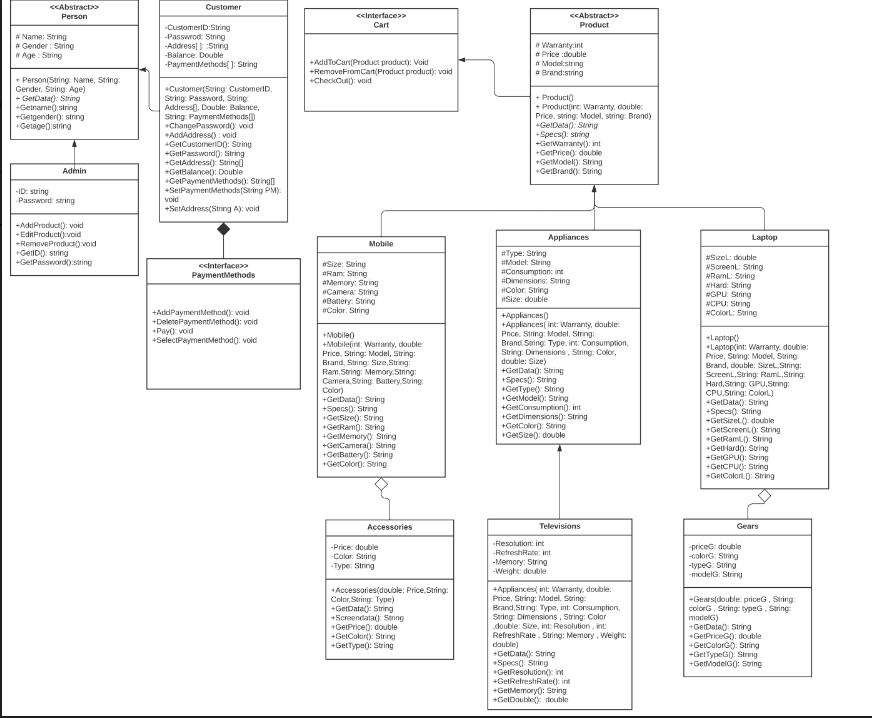 <<Abstract>>
Person
# Name: String
# Gender : String
# Age : String
+ Person(String: Name, String:
Gender, String: Age)
+ GetData(): String
+Getname():string
+Getgender():string
+Getage():string
Admin
-ID: string
-Password: string
+AddProduct(): void
+EditProduct():void
+RemoveProduct():void
+GetID(): string
+GetPassword():string
Customer
-CustomerID:String
-Passwrod: String
-Address[ ]: :String
-Balance: Double
-PaymentMethods[ ]: String
+Customer(String: CustomerID,
String: Password, String:
Address[], Double: Balance,
String: PaymentMethods[])
+ChangePassword(): void
+AddAddress() : void
+GetCustomerID(): String
+GetPassword(): String
+GetAddress(): String[]
+GetBalance(): Double
+GetPaymentMethods(): String[]
+SetPaymentMethods(String PM):
void
+SetAddress(String A): void
<<Interface>>
PaymentMethods
+AddPaymentMethod(): void
+DeletePaymentMethod(): void
+Pay(): void
+SelectPaymentMethod(): void
<<Interface>>
Cart
+AddToCart(Product product): Void
+RemoveFromCart(Product product): void
+CheckOut(): void
<<Abstract>>
Product
# Warranty:int
# Price :double
# Model:string
# Brand:string
+ Product()
+ Product(int: Warranty, double:
Price, string: Model, string: Brand)
+GetData(): String
+Specs(): string
+GetWarranty(): int
+GetPrice(): double
+GetModel(): String
+GetBrand(): String
Mobile
#Size: String
#Ram: String
#Memory: String
#Camera: String
#Battery: String
#Color: String
+Mobile()
+Mobile(int: Warranty, double:
Price, String: Model, String:
Brand, String: Size,String:
Ram,String: Memory,String:
Camera,String: Battery,String:
Color)
+GetData(): String
+Specs(): String
+GetSize(): String
+GetRam(): String
+GetMemory(): String
+GetCamera(): String
+GetBattery(): String
+GetColor(): String
Appliances
#Type: String
#Model: String
#Consumption: int
#Dimensions: String
#Color: String
#Size: double
+Appliances()
+Appliances( int: Warranty, double:
Price, String: Model, String:
Brand,String: Type, int: Consumption,
String: Dimensions , String: Color,
double: Size)
+GetData(): String
+Specs(): String
+GetType(): String
+GetModel(): String
+GetConsumption(): int
+GetDimensions(): String
+GetColor(): String
+GetSize(): double
Laptop
#SizeL: double
#ScreenL: String
#RamL: String
#Hard: String
#GPU: String
#CPU: String
#ColorL: String
+Laptop()
+Laptop(int: Warranty, double:
Price, String: Model, String:
Brand, double: SizeL,String:
ScreenL,String: RamL,String:
Hard,String: GPU,String:
CPU,String: ColorL)
+GetData(): String
+Specs(): String
+GetSizeL(): double
+GetScreenL(): String
+GetRamL(): String
+GetHard(): String
+GetGPU(): String
+GetCPU(): String
+GetColorL(): String
Accessories
-Price: double
-Color: String
-Type: String
+Accessories(double: Price,String:
Color,String: Type)
+GetData(): String
+Screendata(): String
+GetPrice(): double
+GetColor(): String
+GetType(): String
Televisions
-Resolution: int
-RefreshRate: int
-Memory: String
-Weight: double
+Appliances( int: Warranty, double:
Price, String: Model, String:
Brand,String: Type, int: Consumption,
String: Dimensions , String: Color
,double: Size, int: Resolution , int:
RefreshRate , String: Memory , Weight:
double)
+GetData(): String
+Specs(): String
+GetResolution(): int
+GetRefreshRate(): int
+GetMemory(): String
+GetDouble(): double
Gears
-priceG: double
-colorG: String
-typeG: String
-modelG: String
+Gears(double: priceG , String:
colorG , String: typeG , String:
modelG)
+GetData(): String
+GetPriceG(): double
+GetColorG(): String
+GetTypeG(): String
+GetModelG(): String